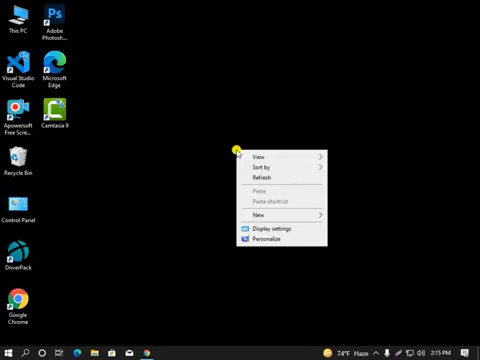 This PC
Adobe
Photosh...
Visual Studio
Code
Microsoft
Edge
Apowersoft
Free Scre...
Camtasia 9
Recycle Bin
Control Panel
DriverPack
Google
Chrome
View
Sort by
Refresh
Paste
Paste shortcut
New
Display settings
Personalize
74°F Haze
3:15 PM